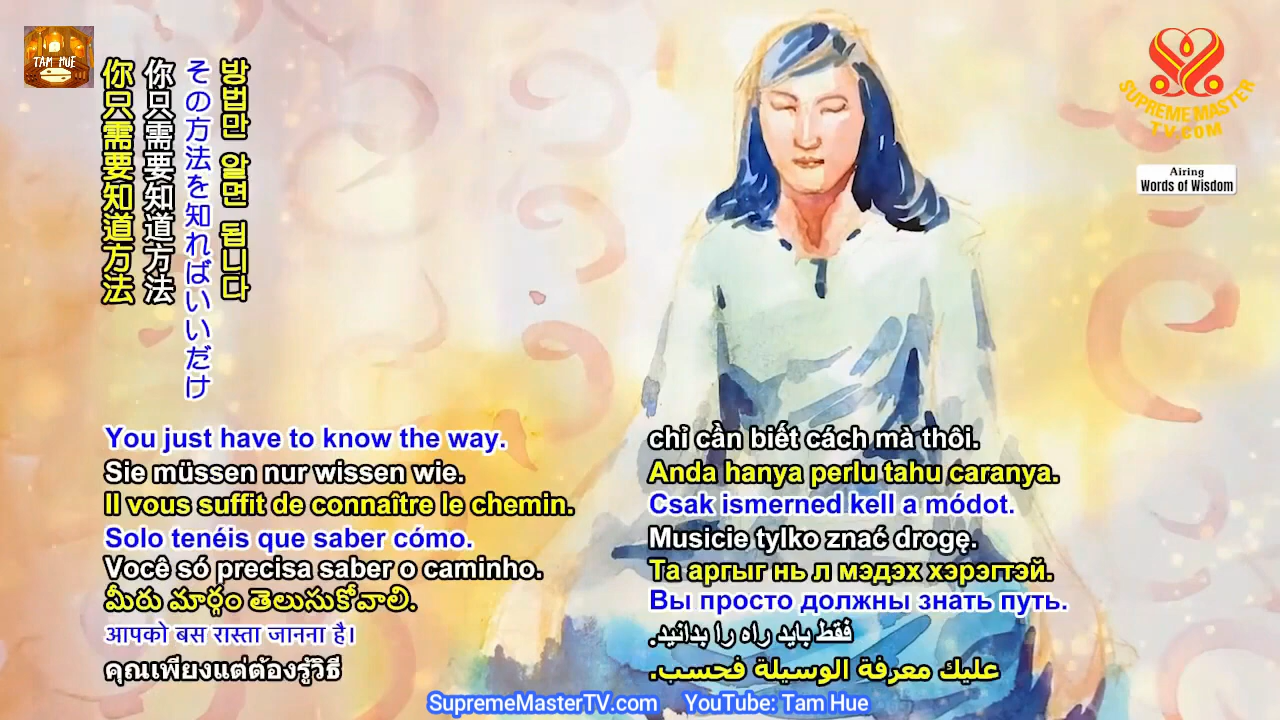 TAM HUE
你只需要知道方法
你只需要知道方法
その方法を知ればいいだけ
방법만 알면 됩니다
SUPREME MASTER
TV.COM
Airing
Words of Wisdom
You just have to know the way.
Sie müssen nur wissen wie.
Il vous suffit de connaître le chemin.
Solo tenéis que saber cómo.
Você só precisa saber o caminho.
మీరు మార్గం తెలుసుకోవాలి.
आपको बस रास्ता जानना है।
คุณเพียงแต่ต้องรู้วิธี
chỉ cần biết cách mà thôi.
Anda hanya perlu tahu caranya.
Csak ismerned kell a módot.
Musicie tylko znać drogę.
Та аргыг нь л мэдэх хэрэгтэй.
Вы просто должны знать путь.
فقط باید راه را بدانید.
عليك معرفة الوسيلة فحسب.
SupremeMasterTV.com YouTube: Tam Hue